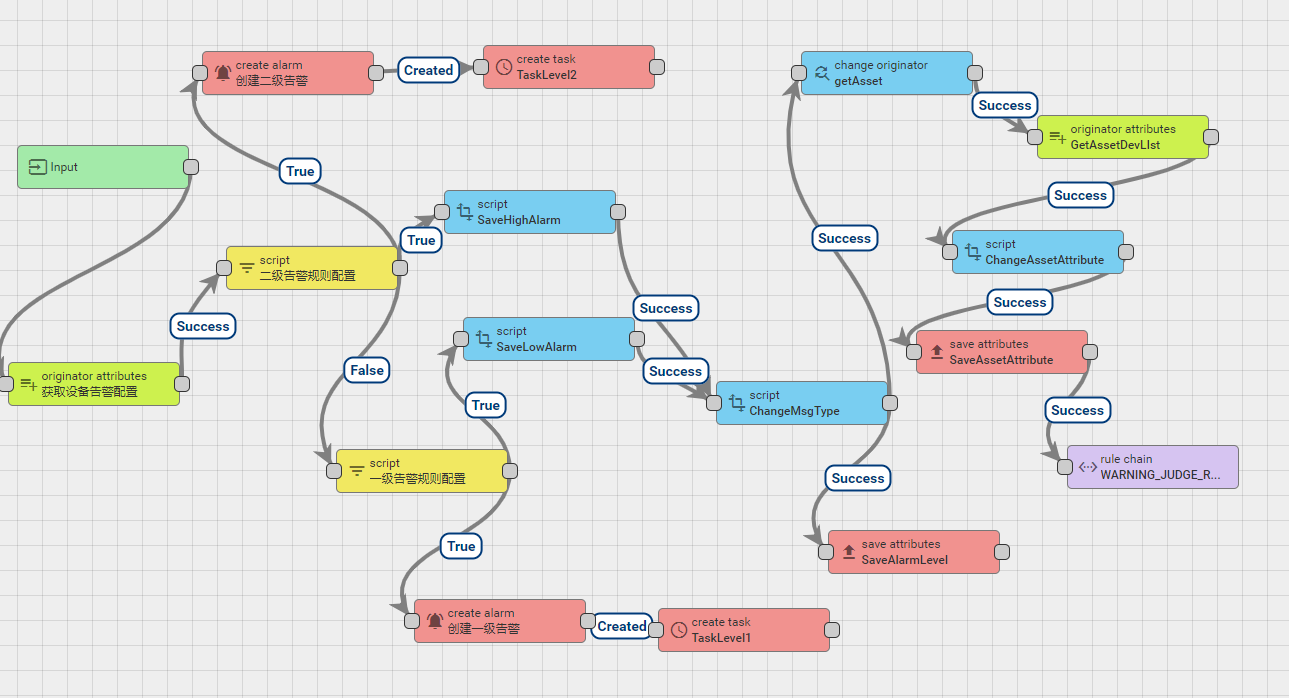 create alarm
创建二级告警
Created
create task
TaskLevel2
change originator
getAsset
Success
originator attributes
GetAssetDevLIst
Input
True
Success
script
SaveHighAlarm
True
Success
script
ChangeAssetAttribute
script
二级告警规则配置
Success
Success
Success
script
SaveLowAlarm
save attributes
SaveAssetAttribute
originator attributes
获取设备告警配置
False
Success
script
ChangeMsgType
True
Success
script
一级告警规则配置
rule chain
WARNING_JUDGE_R...
Success
True
save attributes
SaveAlarmLevel
create alarm
创建一级告警
Created
create task
TaskLevel1